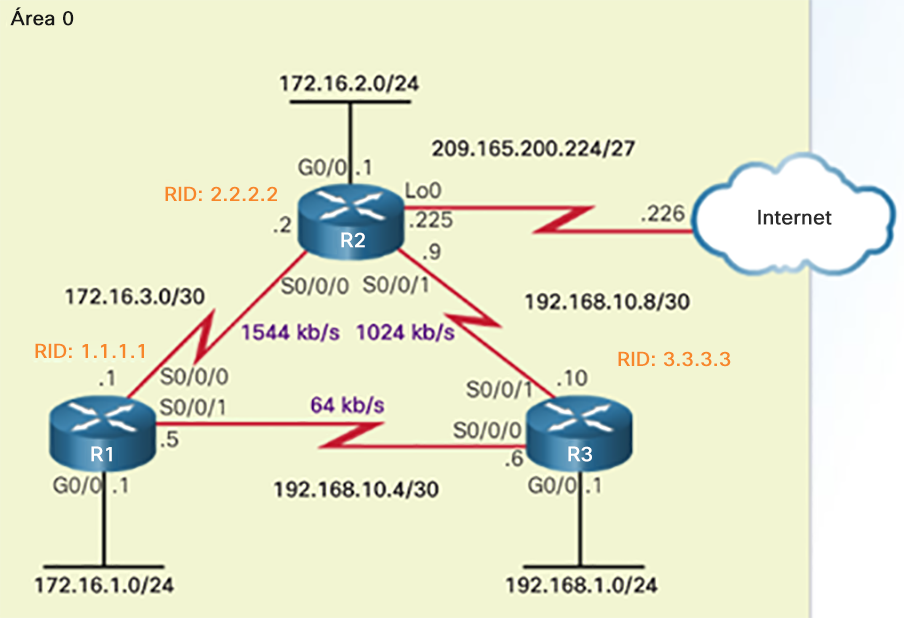 Área 0
172.16.2.0/24
209.165.200.224/27
G0/0 .1
RID: 2.2.2.2
Lo0
.226
Internet
.2
.225
R2
.9
S0/0/0
S0/0/1
172.16.3.0/30
192.168.10.8/30
1544 kb/s
1024 kb/s
RID: 1.1.1.1
RID: 3.3.3.3
.1
S0/0/0
.10
S0/0/1
S0/0/1
64 kb/s
S0/0/0
.5
R1
R3
.6
G0/0 .1
192.168.10.4/30
G0/0 .1
172.16.1.0/24
192.168.1.0/24